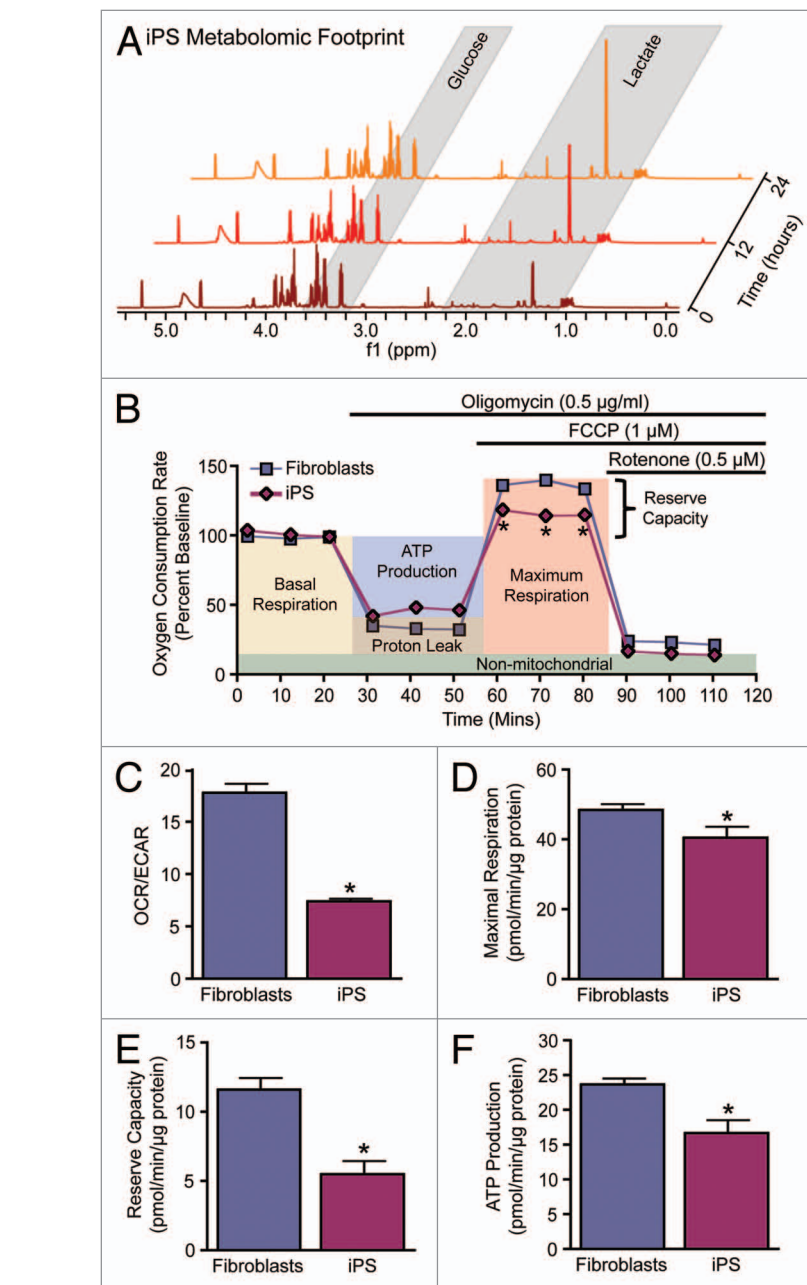 A iPS Metabolomic Footprint
Glucose
Lactate
24
12
0
Time (hours)
5.0 4.0 3.0 2.0 1.0 0.0
f1 (ppm)
B
Oligomycin (0.5 µg/ml)
FCCP (1 µM)
Rotenone (0.5 µM)
Fibroblasts
iPS
Oxygen Consumption Rate
(Percent Baseline)
150
100
50
0
Basal
Respiration
ATP
Production
Proton Leak
Maximum
Respiration
* * *
Reserve
Capacity
Non-mitochondrial
0 10 20 30 40 50 60 70 80 90 100 110 120
Time (Mins)
C
OCR/ECAR
20
15
10
5
0
*
Fibroblasts iPS
D
Maximal Respiration
(pmol/min/µg protein)
60
40
20
0
*
Fibroblasts iPS
E
Reserve Capacity
(pmol/min/µg protein)
15
10
5
0
*
Fibroblasts iPS
F
ATP Production
(pmol/min/µg protein)
30
25
20
15
10
5
0
*
Fibroblasts iPS